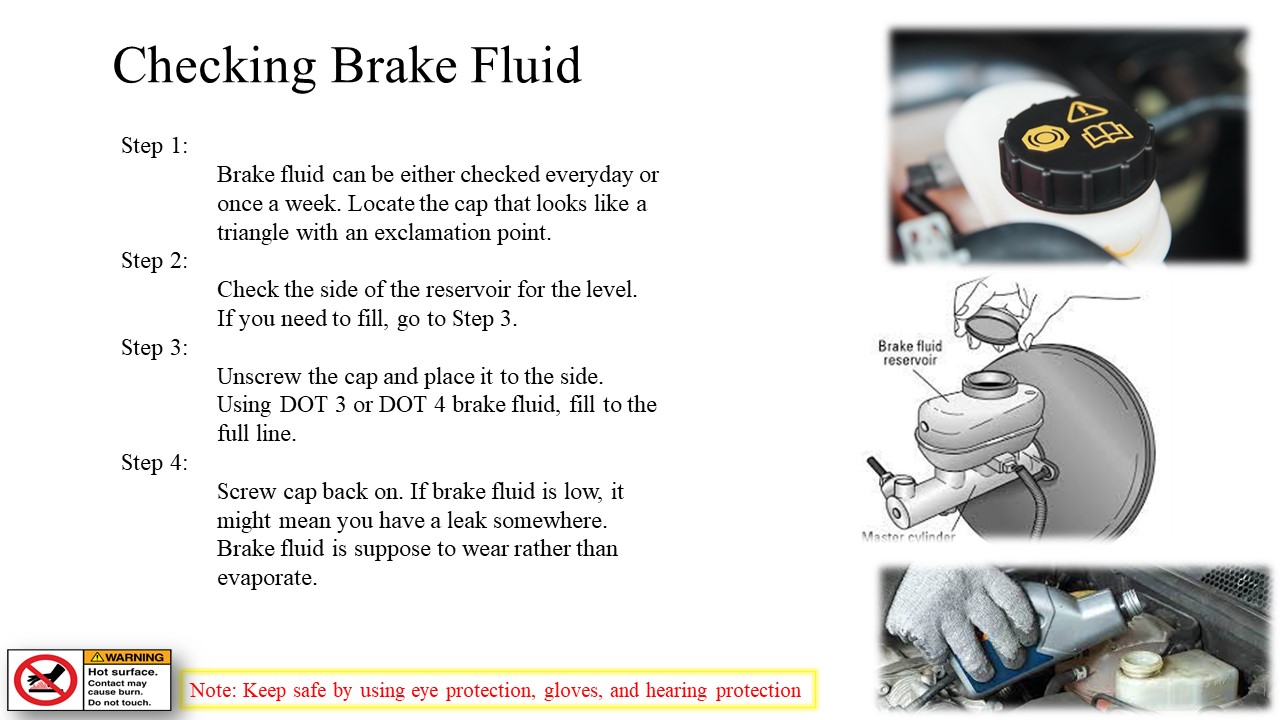 Checking Brake Fluid
Step 1:
Brake fluid can be either checked everyday or
once a week. Locate the cap that looks like a
triangle with an exclamation point.
Step 2:
Check the side of the reservoir for the level.
If you need to fill, go to Step 3.
Step 3:
Unscrew the cap and place it to the side.
Using DOT 3 or DOT 4 brake fluid, fill to the
full line.
Step 4:
Screw cap back on. If brake fluid is low, it
might mean you have a leak somewhere.
Brake fluid is suppose to wear rather than
evaporate.
Brake fluid
reservoir
Master cylinder
WARNING
Hot surface.
Contact may
cause burn.
Do not touch.
Note: Keep safe by using eye protection, gloves, and hearing protection